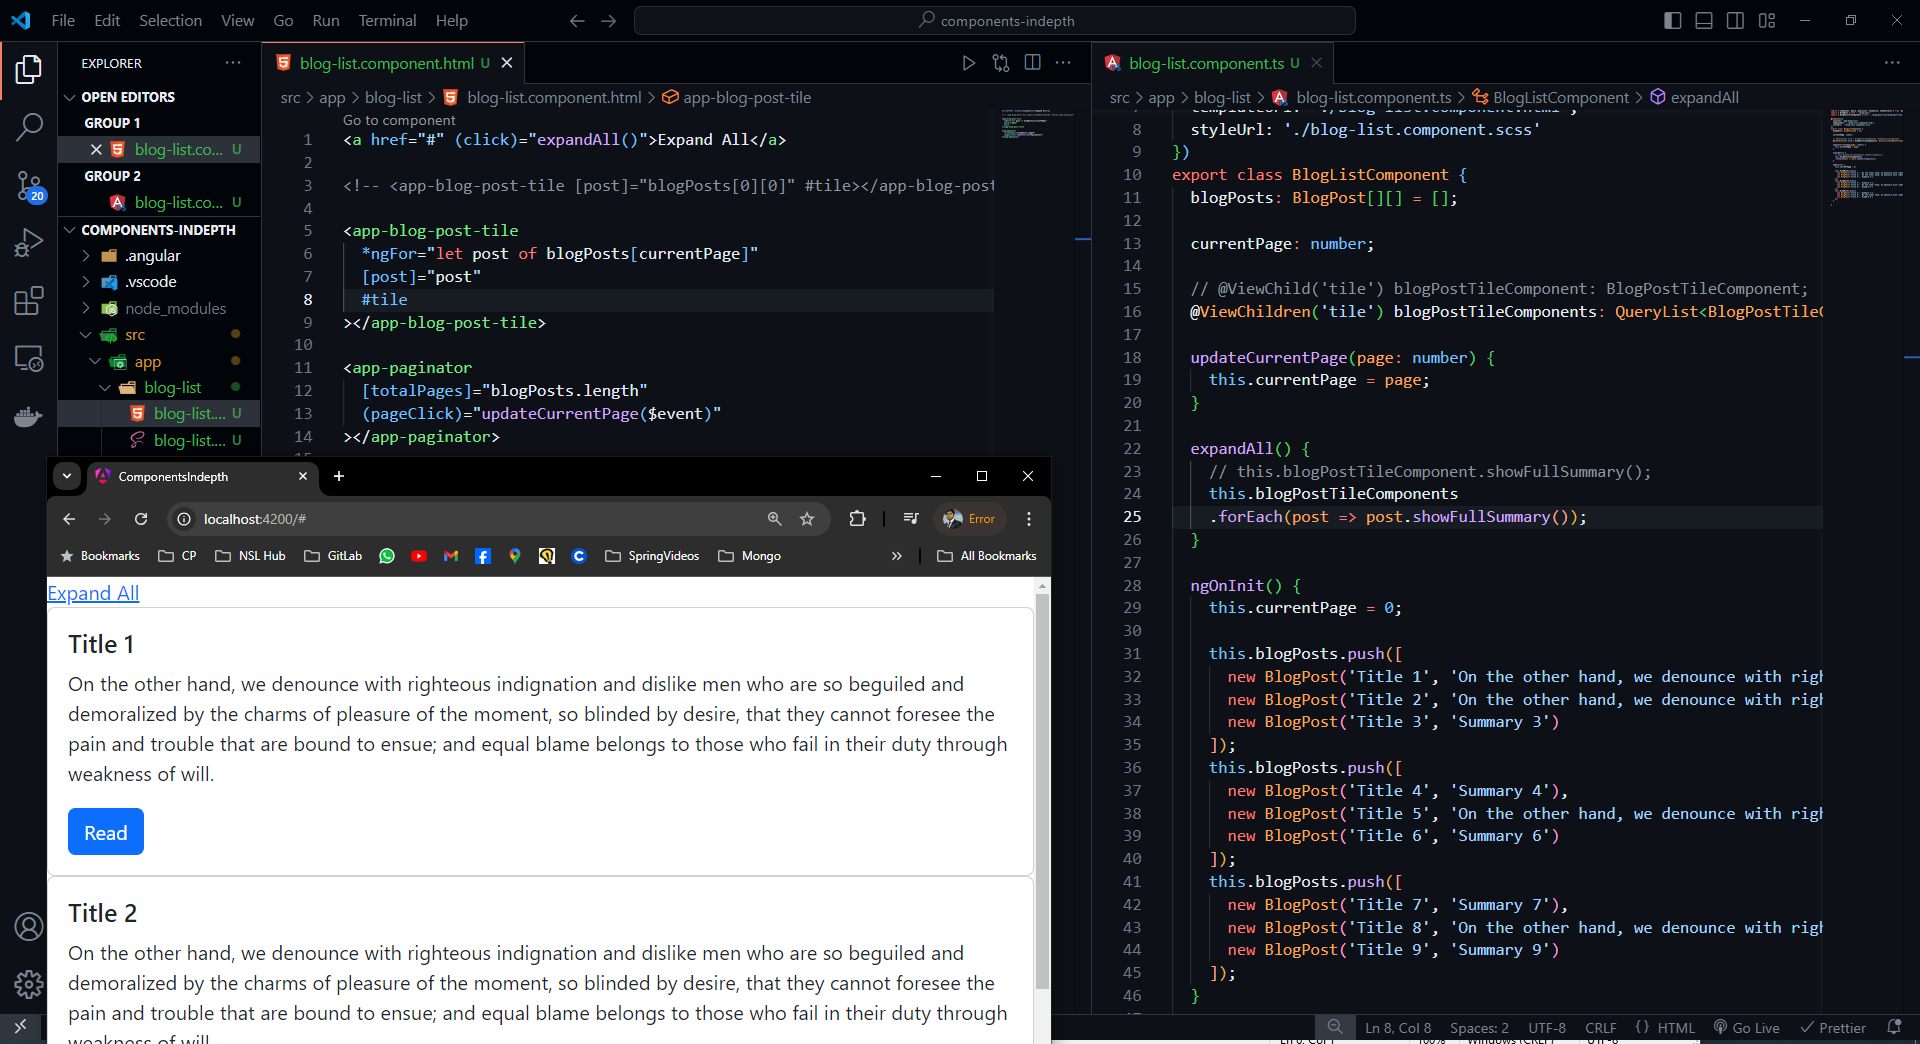 File Edit Selection View Go Run Terminal Help
components-indepth
EXPLORER
OPEN EDITORS
GROUP 1
blog-list.co... U
GROUP 2
blog-list.co... U
COMPONENTS-INDEPTH
.angular
.vscode
node_modules
src
app
blog-list
blog-list.... U
blog-list.... U
20
blog-list.component.html U
src > app > blog-list > blog-list.component.html > app-blog-post-tile
Go to component
1 <a href="#" (click)="expandAll()">Expand All</a>
2
3 <!-- <app-blog-post-tile [post]="blogPosts[0][0]" #tile></app-blog-post
4
5 <app-blog-post-tile
6 *ngFor="let post of blogPosts[currentPage]"
7 [post]="post"
8 #tile
9 ></app-blog-post-tile>
10
11 <app-paginator
12 [totalPages]="blogPosts.length"
13 (pageClick)="updateCurrentPage($event)"
14 ></app-paginator>
blog-list.component.ts U
src > app > blog-list > blog-list.component.ts > BlogListComponent > expandAll
8 styleUrl: './blog-list.component.scss'
9 })
10 export class BlogListComponent {
11 blogPosts: BlogPost[][] = [];
12
13 currentPage: number;
14
15 // @ViewChild('tile') blogPostTileComponent: BlogPostTileComponent;
16 @ViewChildren('tile') blogPostTileComponents: QueryList<BlogPostTileC
17
18 updateCurrentPage(page: number) {
19 this.currentPage = page;
20 }
21
22 expandAll() {
23 // this.blogPostTileComponent.showFullSummary();
24 this.blogPostTileComponents
25 .forEach(post => post.showFullSummary());
26 }
27
28 ngOnInit() {
29 this.currentPage = 0;
30
31 this.blogPosts.push([
32 new BlogPost('Title 1', 'On the other hand, we denounce with righ
33 new BlogPost('Title 2', 'On the other hand, we denounce with righ
34 new BlogPost('Title 3', 'Summary 3')
35 ]);
36 this.blogPosts.push([
37 new BlogPost('Title 4', 'Summary 4'),
38 new BlogPost('Title 5', 'On the other hand, we denounce with righ
39 new BlogPost('Title 6', 'Summary 6')
40 ]);
41 this.blogPosts.push([
42 new BlogPost('Title 7', 'Summary 7'),
43 new BlogPost('Title 8', 'On the other hand, we denounce with righ
44 new BlogPost('Title 9', 'Summary 9')
45 ]);
46 }
ComponentsIndepth
localhost:4200/#
Error
Bookmarks CP NSL Hub GitLab SpringVideos Mongo All Bookmarks
Expand All
Title 1
On the other hand, we denounce with righteous indignation and dislike men who are so beguiled and
demoralized by the charms of pleasure of the moment, so blinded by desire, that they cannot foresee the
pain and trouble that are bound to ensue; and equal blame belongs to those who fail in their duty through
weakness of will.
Read
Title 2
On the other hand, we denounce with righteous indignation and dislike men who are so beguiled and
demoralized by the charms of pleasure of the moment, so blinded by desire, that they cannot foresee the
pain and trouble that are bound to ensue; and equal blame belongs to those who fail in their duty through
weakness of will.
Ln 8, Col 8 Spaces: 2 UTF-8 CRLF {} HTML Go Live Prettier